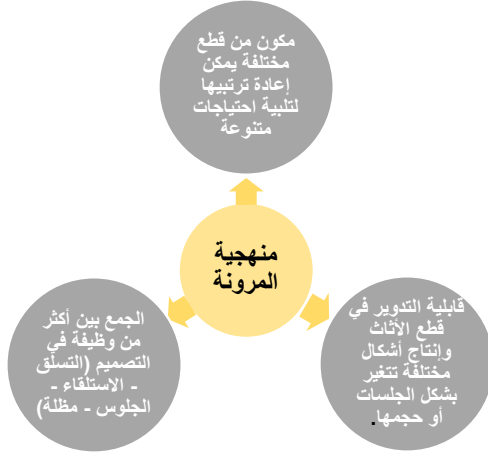 مكون من قطع
مختلفة يمكن
إعادة ترتيبها
لتلبية احتياجات
متنوعة
منهجية
المرونة
قابلية التدوير في
قطع الأثاث
وإنتاج أشكال
مختلفة تتغير
بشكل الجلسات
أو حجمها.
الجمع بين أكثر
من وظيفة في
التصميم (التسلق
- الاستلقاء -
الجلوس - مظلة)